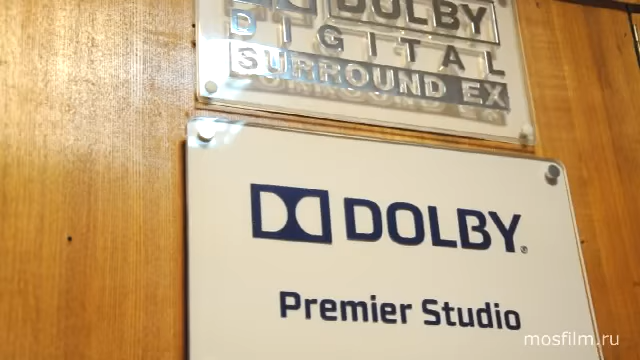 DOLBY
DIGITAL
SURROUND EX
DOLBY®
Premier Studio
mosfilm.ru